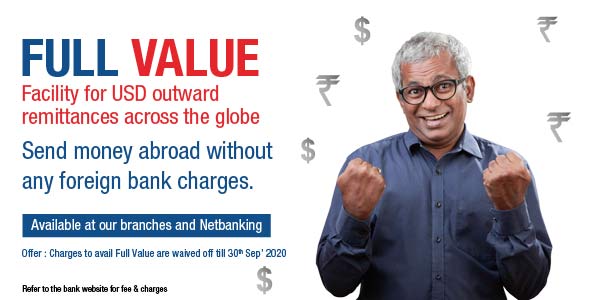 FULL VALUE
Facility for USD outward
remittances across the globe
Send money abroad without
any foreign bank charges.
Available at our branches and Netbanking
Offer : Charges to avail Full Value are waived off till 30th Sep' 2020
Refer to the bank website for fee & charges
$
₹
₹
₹
$
$